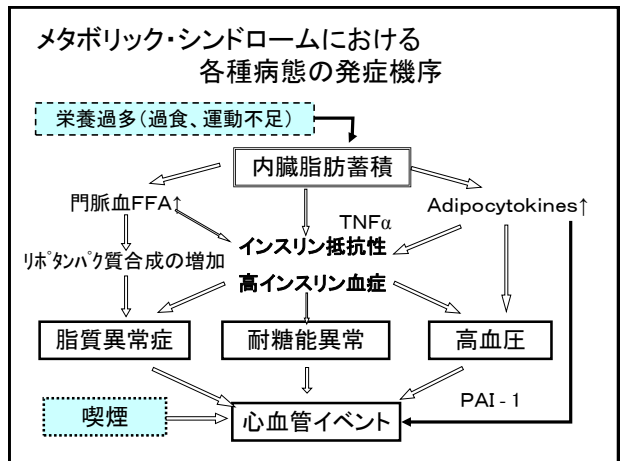 メタボリック・シンドロームにおける
各種病態の発症機序
栄養過多(過食、運動不足)
内臓脂肪蓄積
門脈血FFA↑
TNFα
Adipocytokines↑
インスリン抵抗性
リポタンパク質合成の増加
高インスリン血症
脂質異常症
耐糖能異常
高血圧
PAI - 1
喫煙
心血管イベント